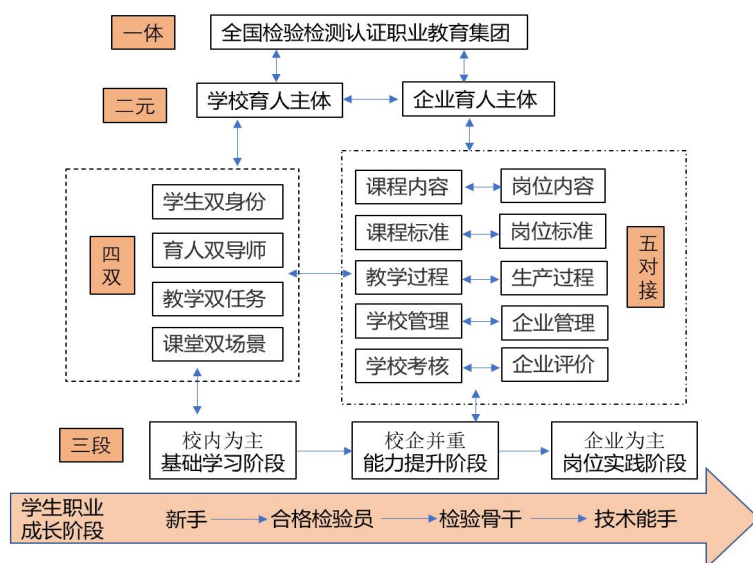 一体
全国检验检测认证职业教育集团
二元
学校育人主体
企业育人主体
四
双
学生双身份
育人双导师
教学双任务
课堂双场景
课程内容
岗位内容
课程标准
岗位标准
教学过程
生产过程
学校管理
企业管理
学校考核
企业评价
五
对
接
三段
校内为主
基础学习阶段
校企并重
能力提升阶段
企业为主
岗位实践阶段
学生职业
成长阶段
新手
合格检验员
检验骨干
技术能手